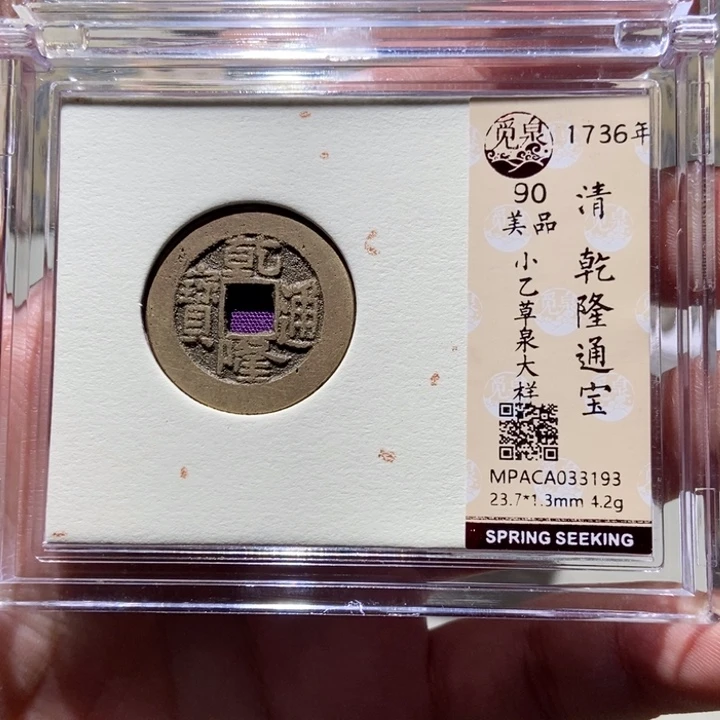 乾隆通寶
觅泉
1736年
90
美品
小乙草泉大样
清 乾隆通宝
MPACA033193
23.7*1.3mm 4.2g
SPRING SEEKING